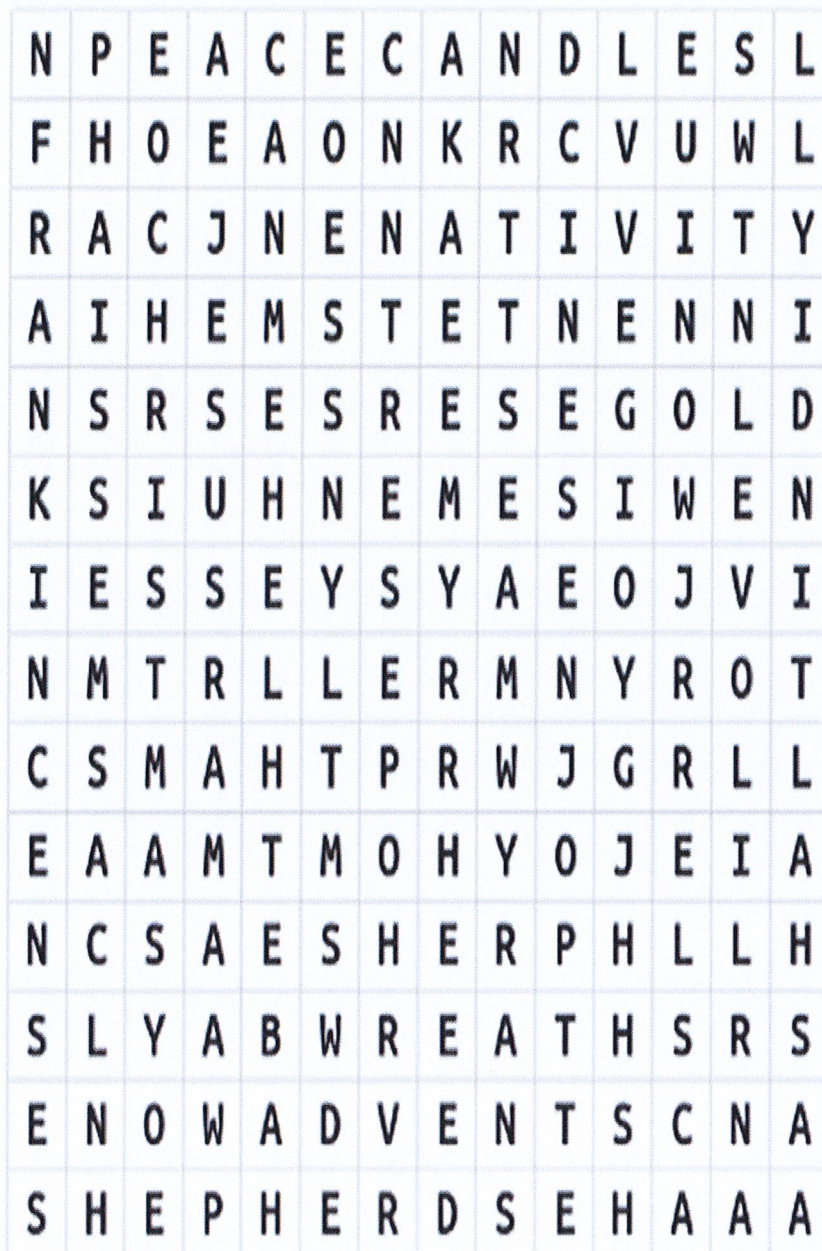 N P E A C E C A N D L E S L
F H O E A O N K R C V U W L
R A C J N E N A T I V I T Y
A I H E M S T E T N E N N I
N S R S E S R E S E G O L D
K S I U H N E M E S I W E N
I E S S E Y S Y A E O J V I
N M T R L L E R M N Y R O T
C S M A H T P R W J G R L L
E A A M T M O H Y O J E I A
N C S A E S H E R P H L L H
S L Y A B W R E A T H S R S
E N O W A D V E N T S C N A
S H E P H E R D S E H A A A